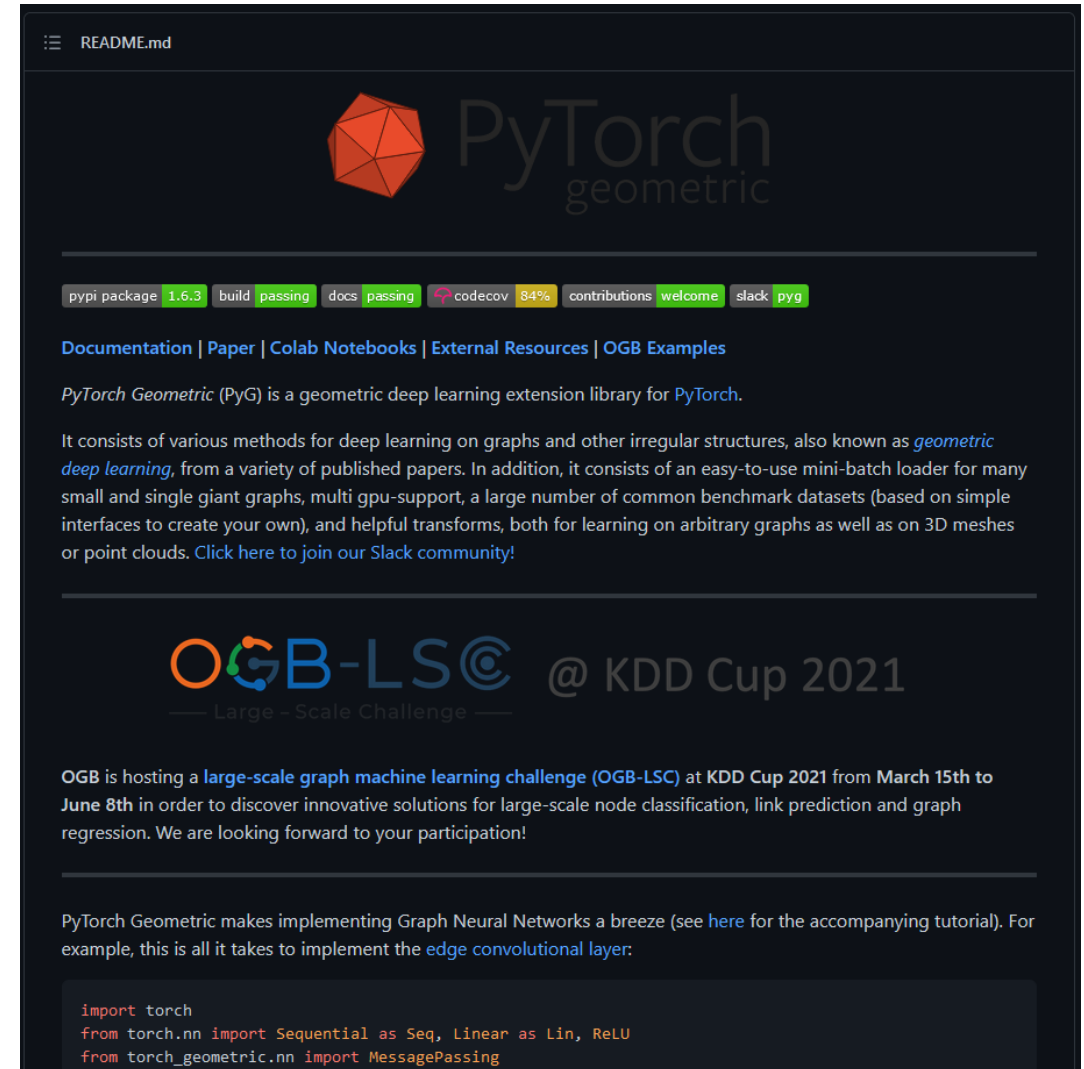 README.md
PyTorch
geometric
pypi package 1.6.3 build passing docs passing codecov 84% contributions welcome slack pyg
Documentation | Paper | Colab Notebooks | External Resources | OGB Examples
PyTorch Geometric (PyG) is a geometric deep learning extension library for PyTorch.
It consists of various methods for deep learning on graphs and other irregular structures, also known as geometric
deep learning, from a variety of published papers. In addition, it consists of an easy-to-use mini-batch loader for many
small and single giant graphs, multi gpu-support, a large number of common benchmark datasets (based on simple
interfaces to create your own), and helpful transforms, both for learning on arbitrary graphs as well as on 3D meshes
or point clouds. Click here to join our Slack community!
OGB-LSC @ KDD Cup 2021
Large - Scale Challenge
OGB is hosting a large-scale graph machine learning challenge (OGB-LSC) at KDD Cup 2021 from March 15th to
June 8th in order to discover innovative solutions for large-scale node classification, link prediction and graph
regression. We are looking forward to your participation!
PyTorch Geometric makes implementing Graph Neural Networks a breeze (see here for the accompanying tutorial). For
example, this is all it takes to implement the edge convolutional layer:
import torch
from torch.nn import Sequential as Seq, Linear as Lin, ReLU
from torch_geometric.nn import MessagePassing